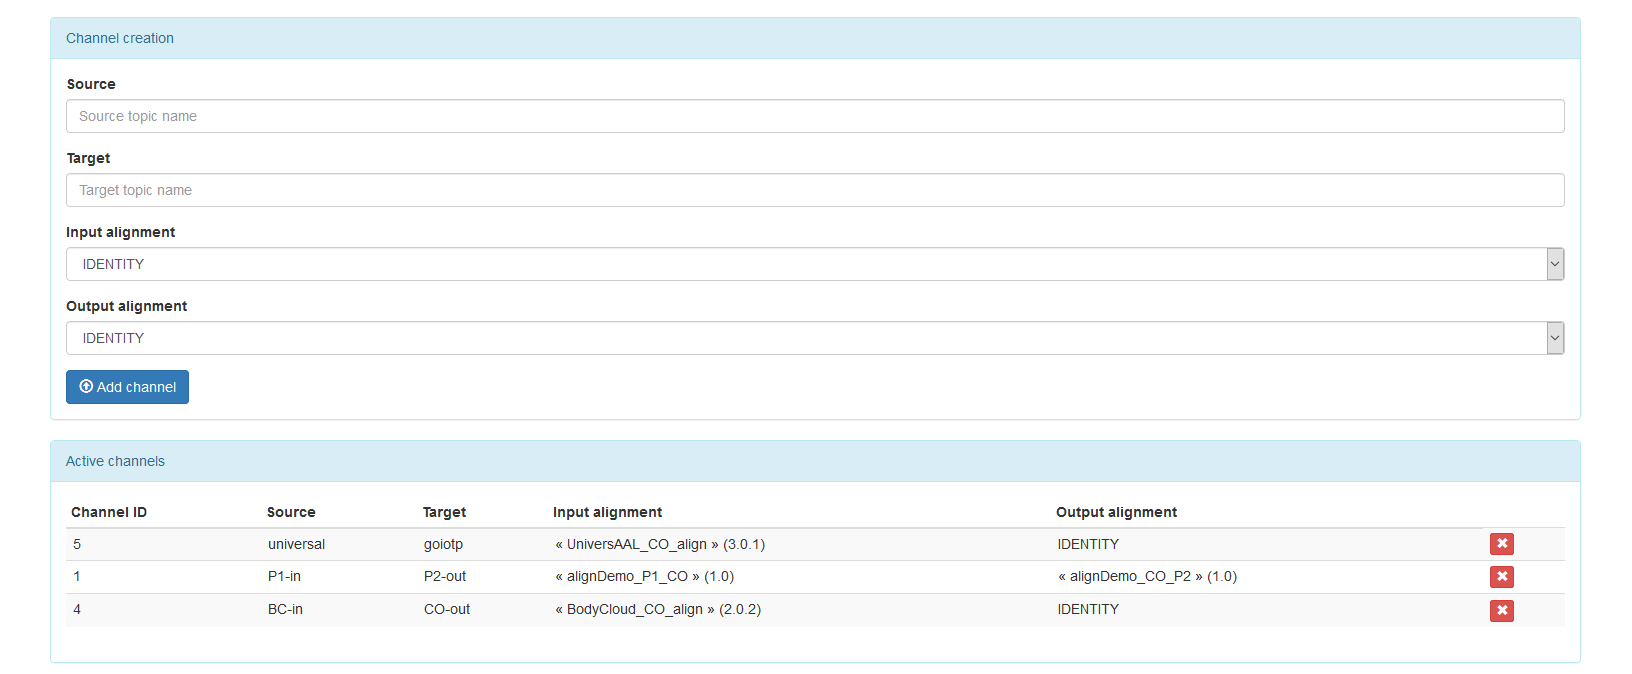 Channel creation
Source
Source topic name
Target
Target topic name
Input alignment
IDENTITY
Output alignment
IDENTITY
Add channel
Active channels
Channel ID Source Target Input alignment Output alignment
5 universal goiotp « UniversAAL_CO_align » (3.0.1) IDENTITY
1 P1-in P2-out « alignDemo_P1_CO » (1.0) « alignDemo_CO_P2 » (1.0)
4 BC-in CO-out « BodyCloud_CO_align » (2.0.2) IDENTITY